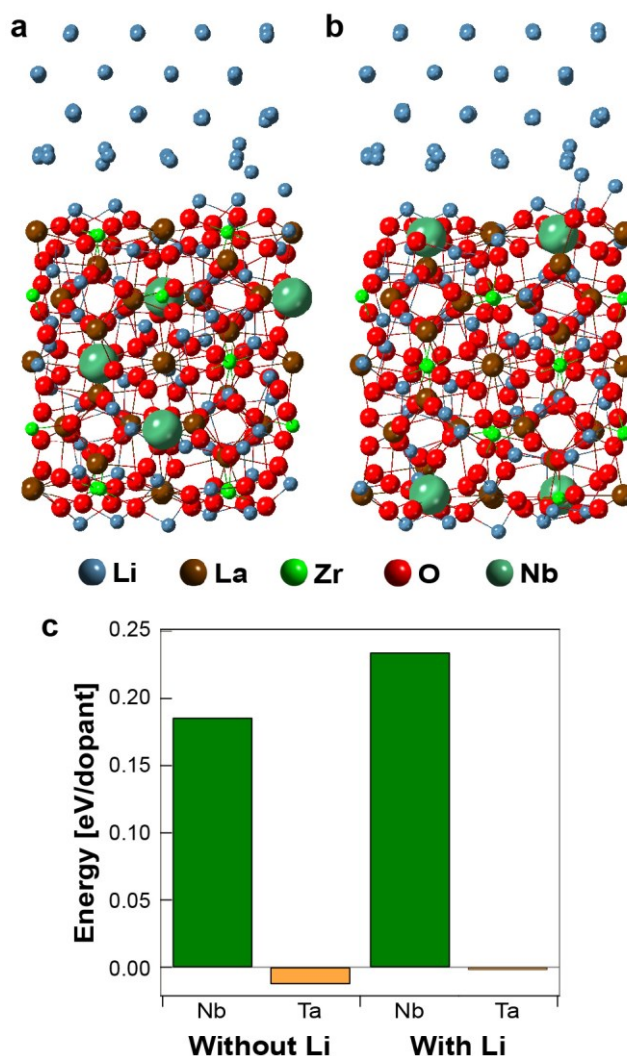 a b
Li La Zr O Nb
c
Energy [eV/dopant]
0.25
0.20
0.15
0.10
0.05
0.00
Nb Ta Nb Ta
Without Li With Li